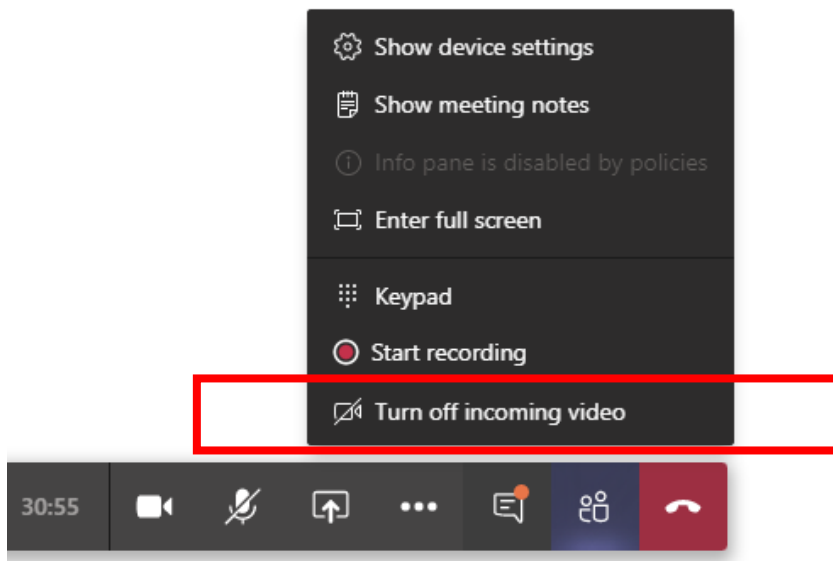 Show device settings
Show meeting notes
Info pane is disabled by policies
Enter full screen
Keypad
Start recording
Turn off incoming video
30:55